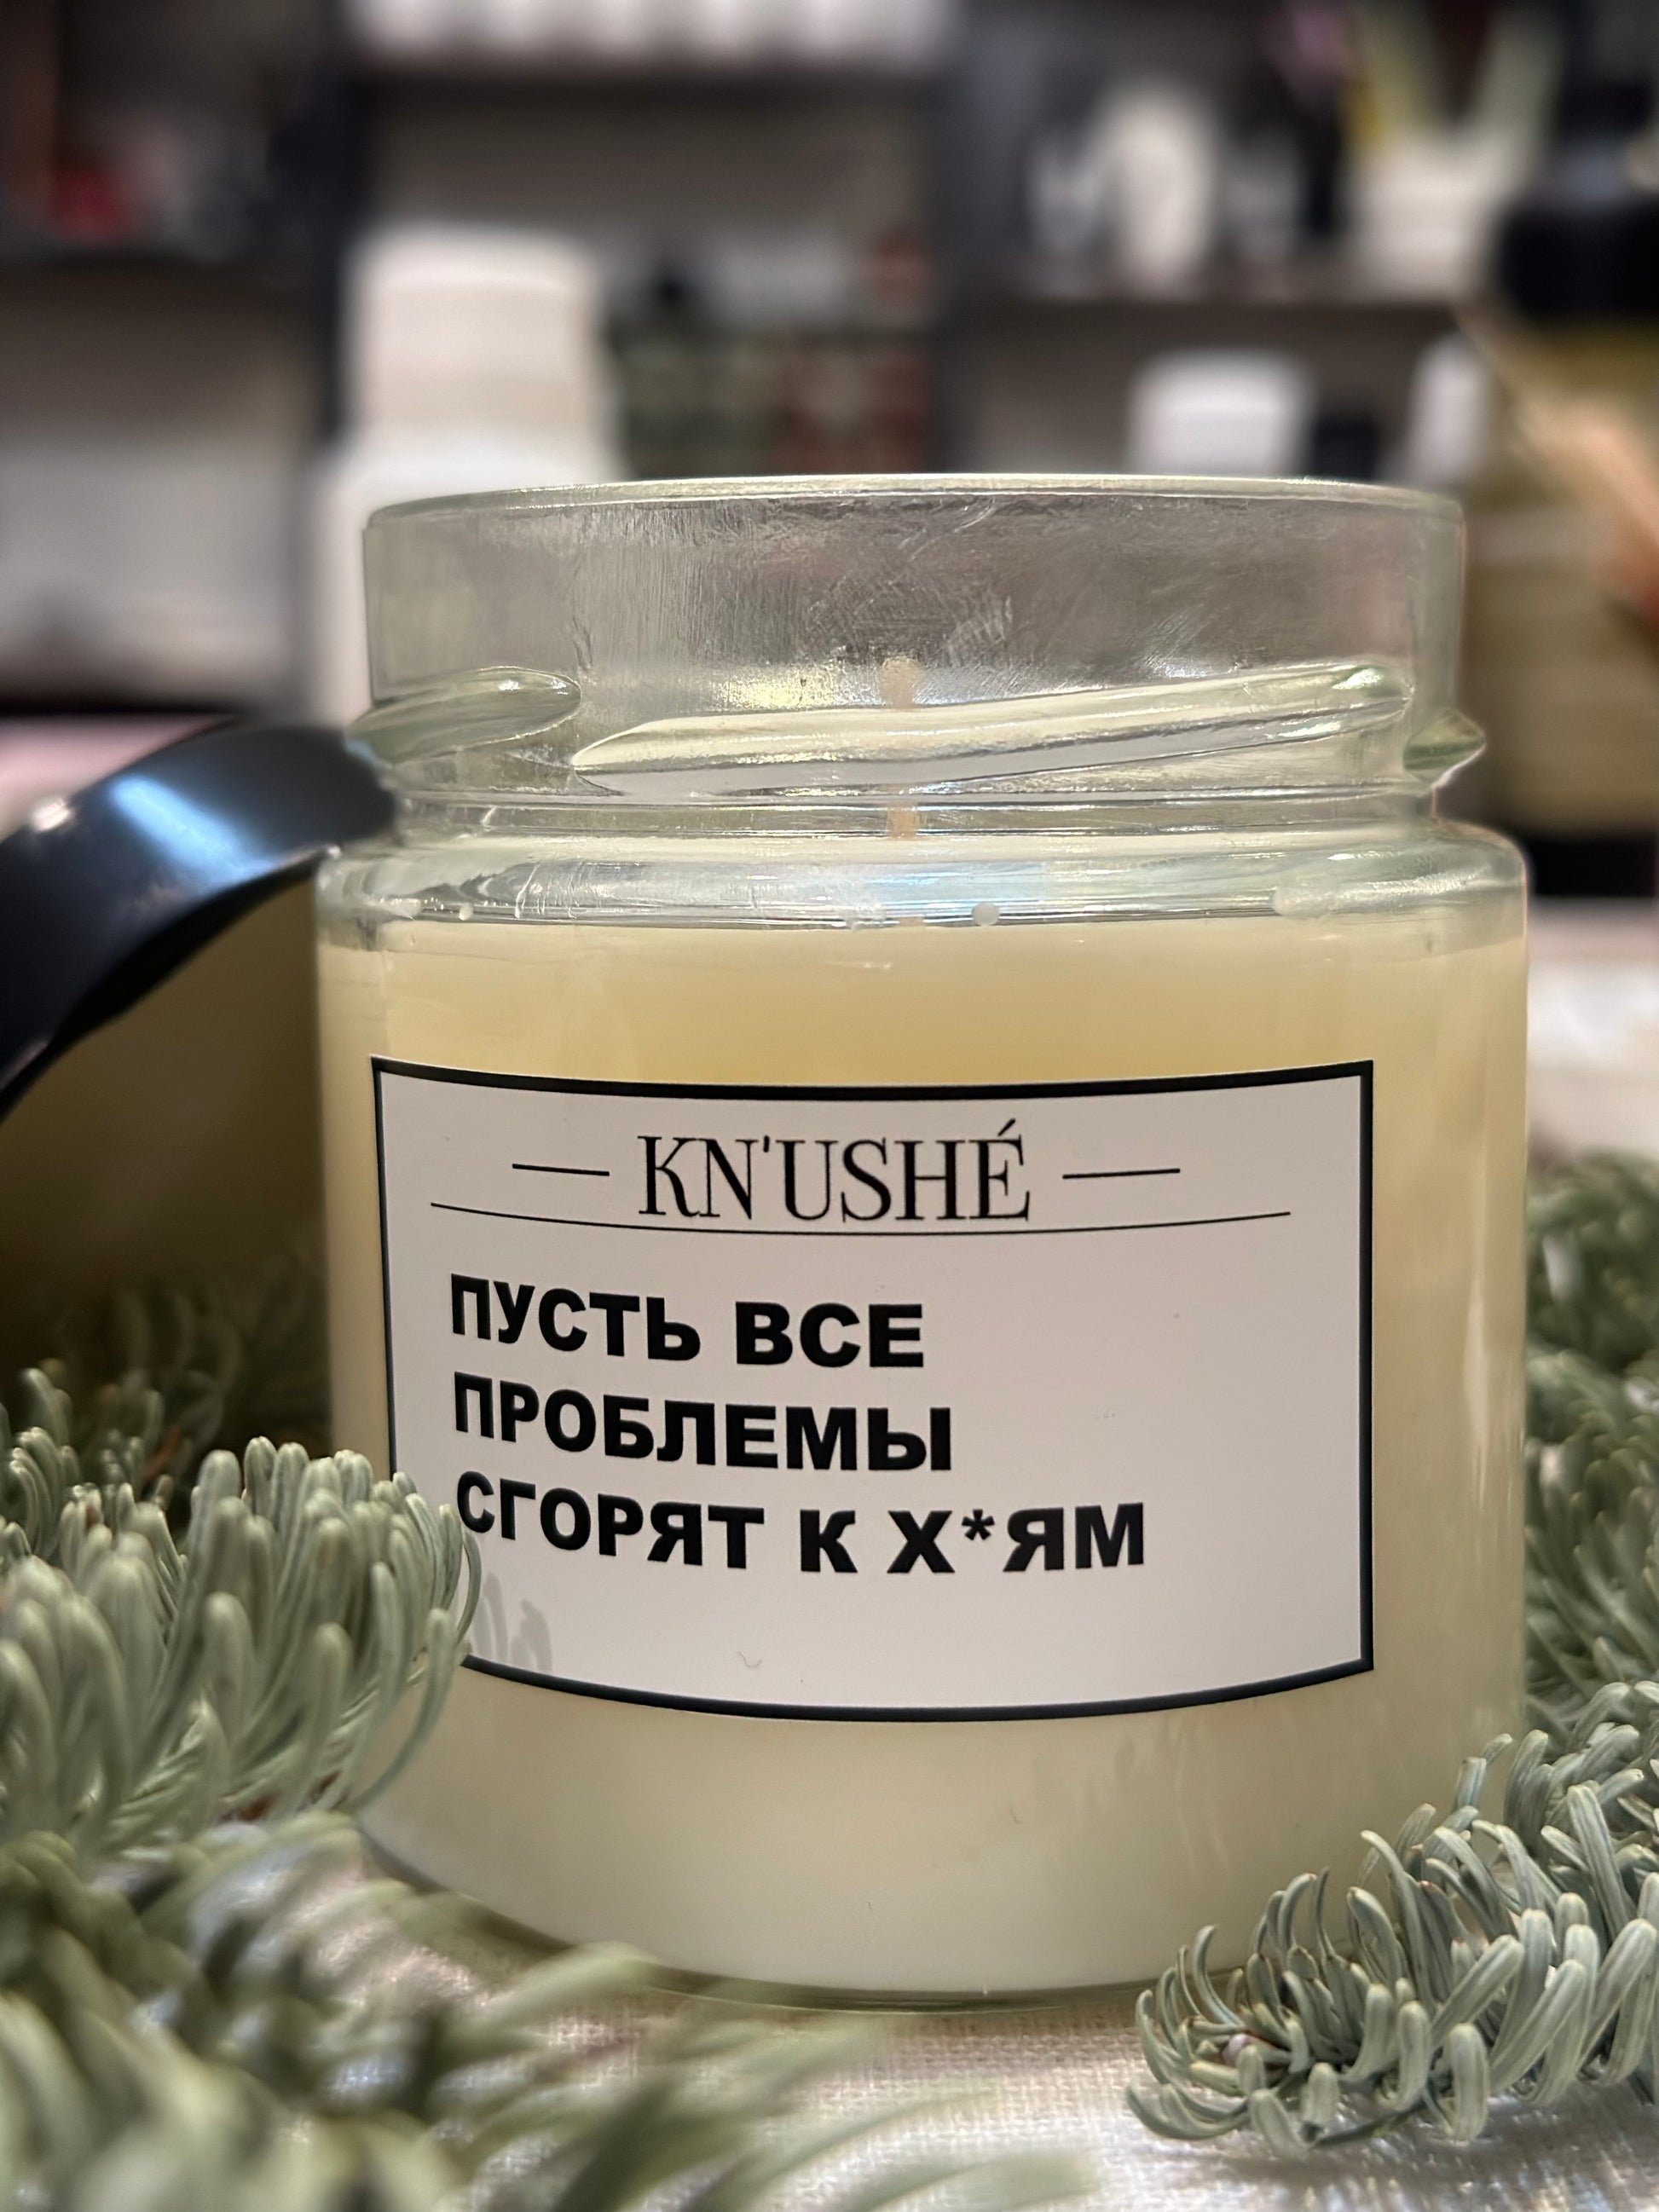 KN'USHÉ
ПУСТЬ ВСЕ
ПРОБЛЕМЫ
СГОРЯТ К Х*ЯМ